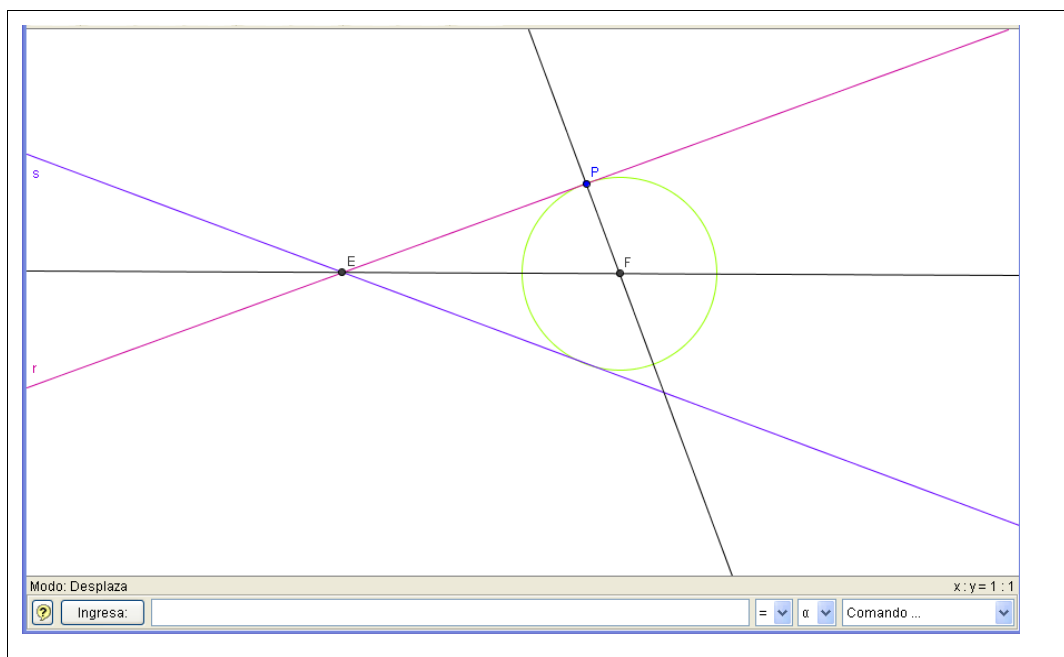 P
s
E
F
r
Modo: Desplaza
x : y = 1 : 1
? Ingresa: = α Comando ...